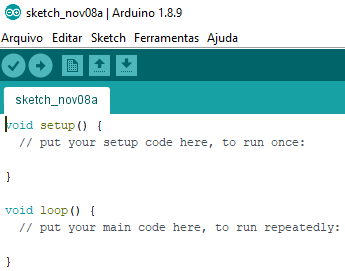 sketch_nov08a | Arduino 1.8.9
Arquivo Editar Sketch Ferramentas Ajuda
sketch_nov08a
void setup() {
  // put your setup code here, to run once:
}
void loop() {
  // put your main code here, to run repeatedly:
}